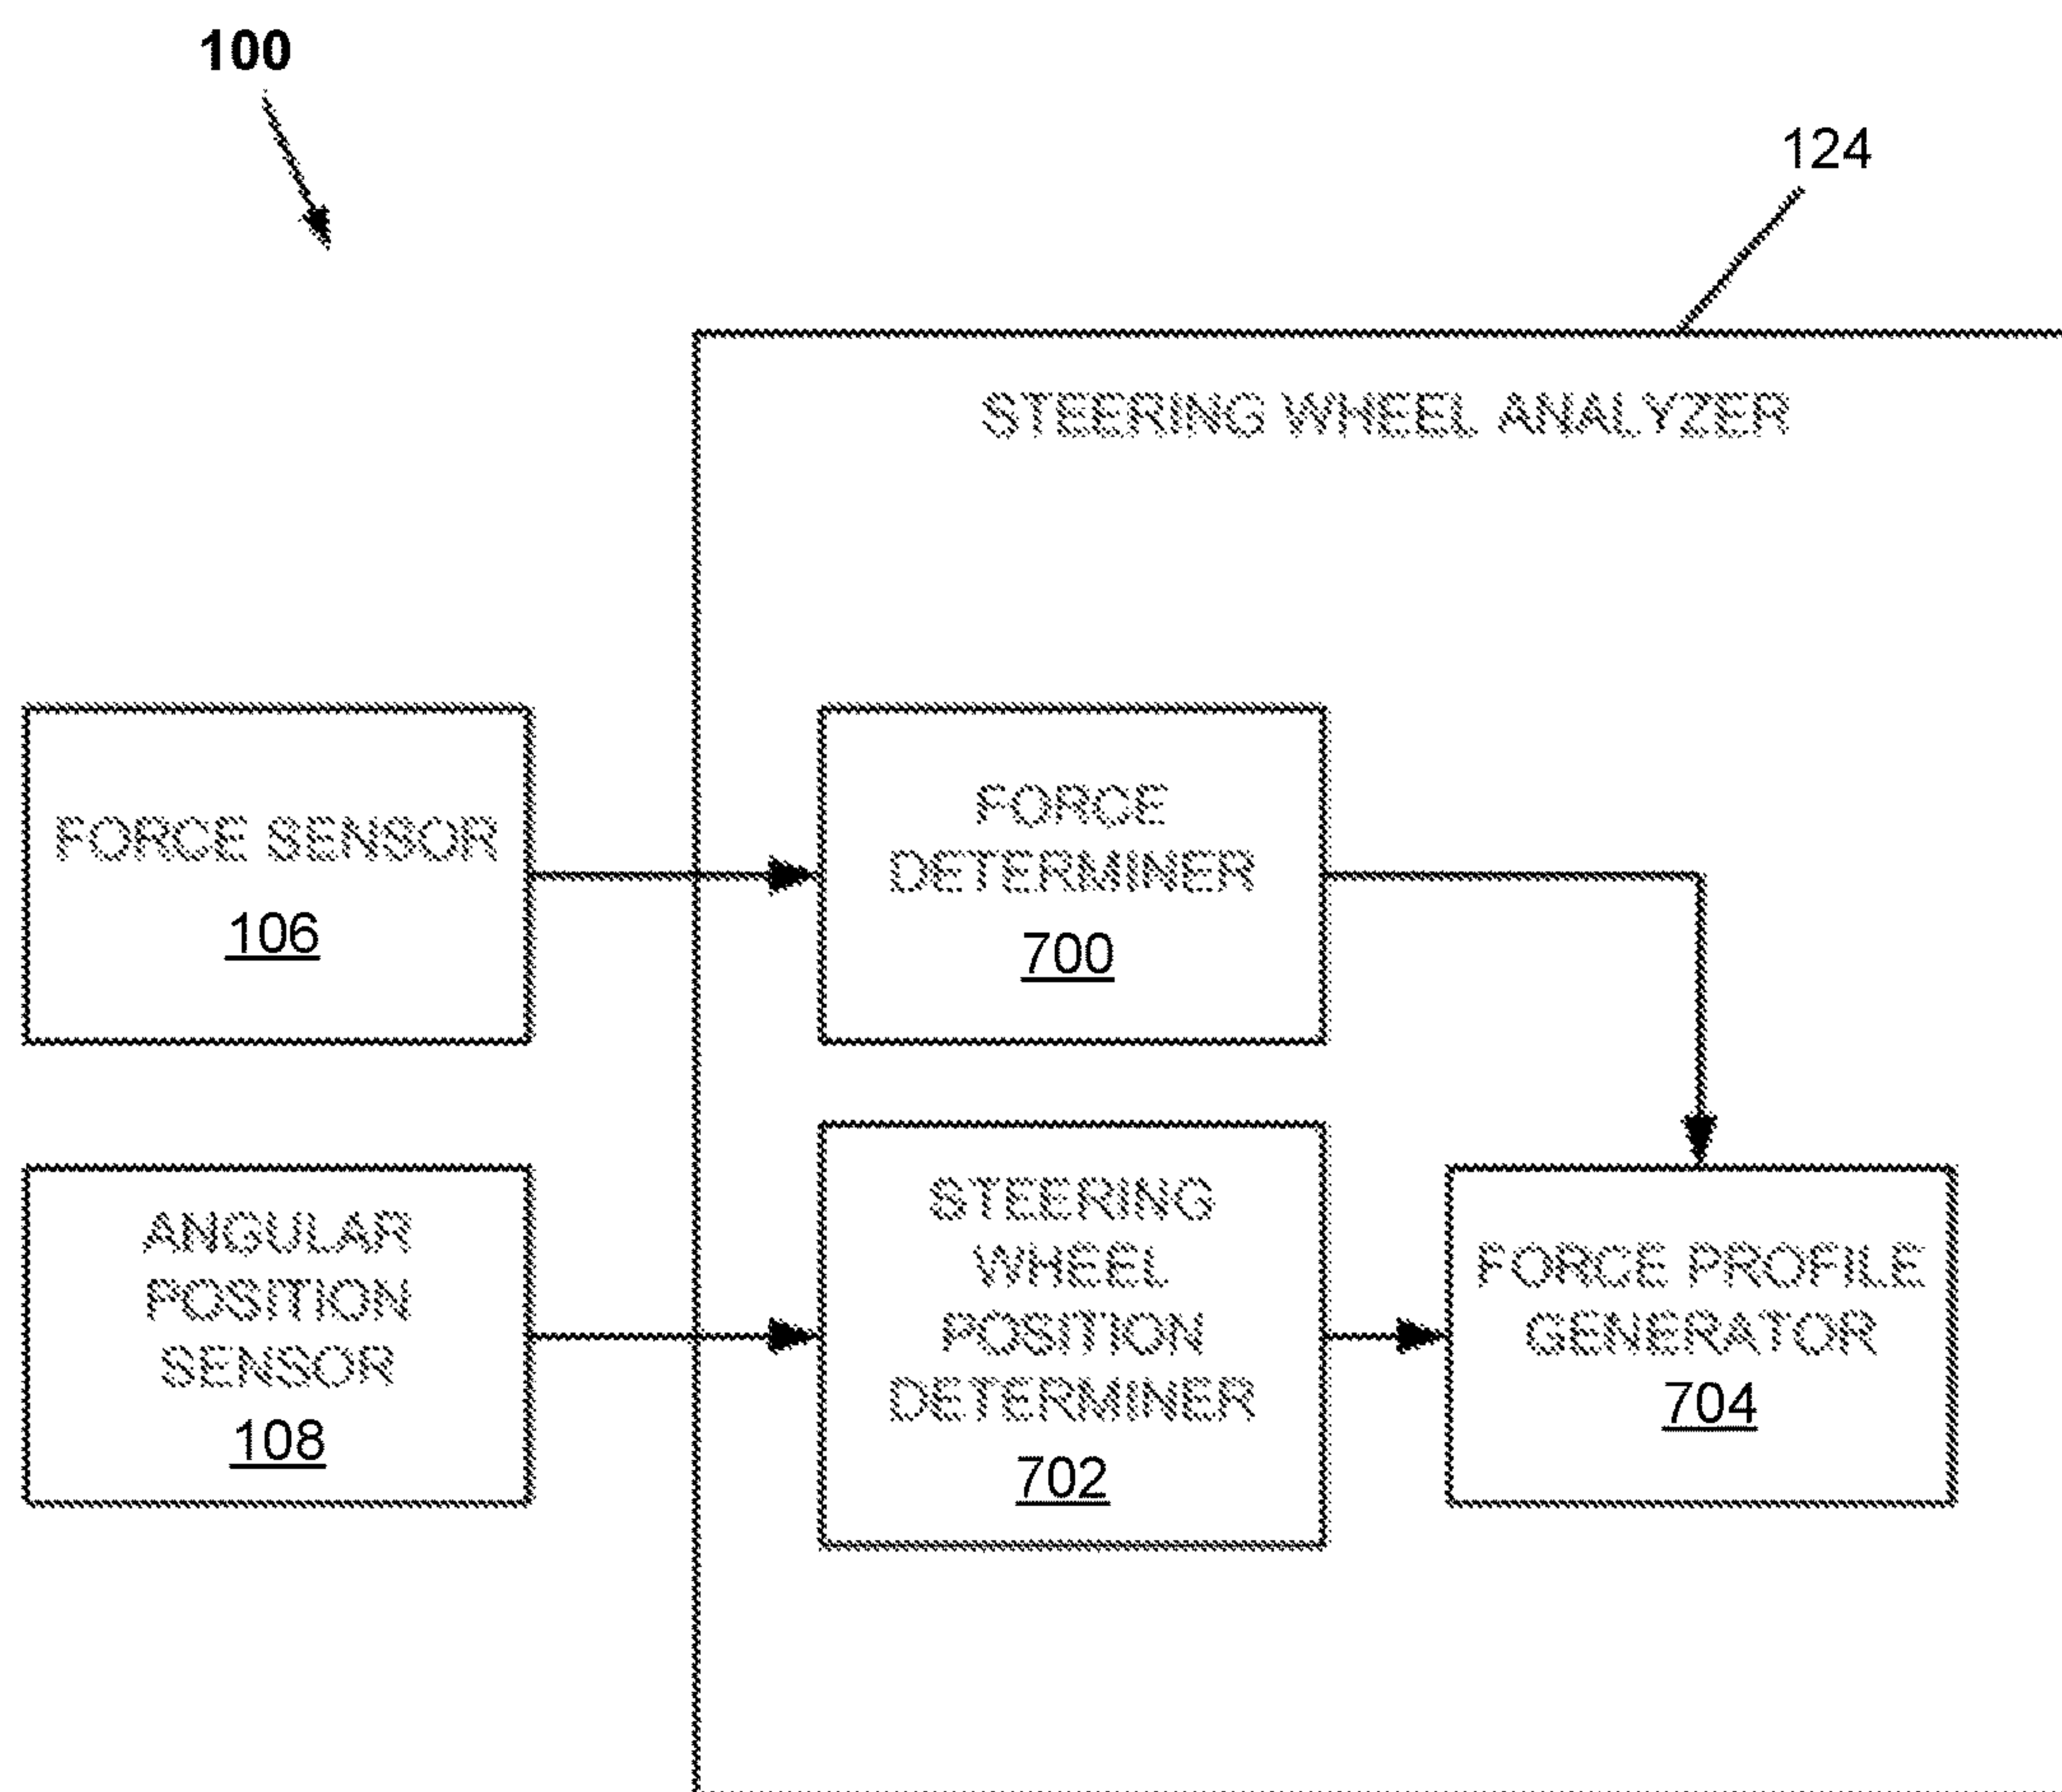 100
124
STEERING WHEEL ANALYZER
FORCE SENSOR
106
FORCE
DETERMINER
700
ANGULAR
POSITION
SENSOR
108
STEERING
WHEEL
POSITION
DETERMINER
702
FORCE PROFILE
GENERATOR
704